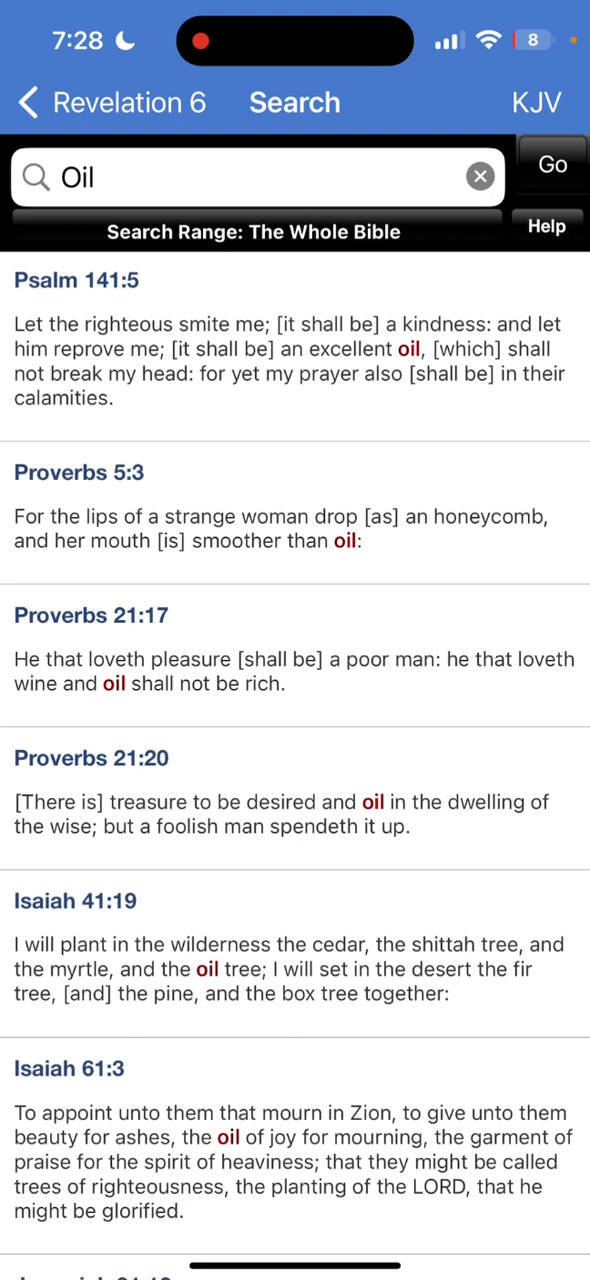 7:28
8
Revelation 6 Search KJV
Oil
Go
Search Range: The Whole Bible
Help
Psalm 141:5
Let the righteous smite me; [it shall be] a kindness: and let
him reprove me; [it shall be] an excellent oil, [which] shall
not break my head: for yet my prayer also [shall be] in their
calamities.
Proverbs 5:3
For the lips of a strange woman drop [as] an honeycomb,
and her mouth [is] smoother than oil:
Proverbs 21:17
He that loveth pleasure [shall be] a poor man: he that loveth
wine and oil shall not be rich.
Proverbs 21:20
[There is] treasure to be desired and oil in the dwelling of
the wise; but a foolish man spendeth it up.
Isaiah 41:19
I will plant in the wilderness the cedar, the shittah tree, and
the myrtle, and the oil tree; I will set in the desert the fir
tree, [and] the pine, and the box tree together:
Isaiah 61:3
To appoint unto them that mourn in Zion, to give unto them
beauty for ashes, the oil of joy for mourning, the garment of
praise for the spirit of heaviness; that they might be called
trees of righteousness, the planting of the LORD, that he
might be glorified.